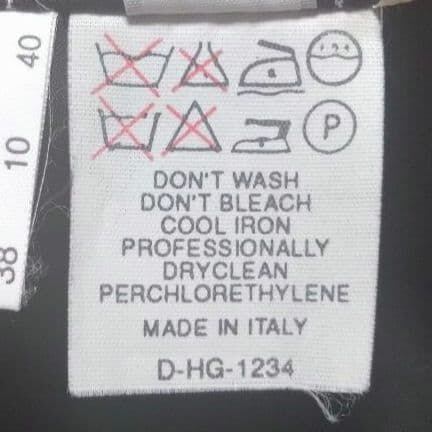 40
10
38
P
DON'T WASH
DON'T BLEACH
COOL IRON
PROFESSIONALLY
DRYCLEAN
PERCHLORETHYLENE
MADE IN ITALY
D-HG-1234